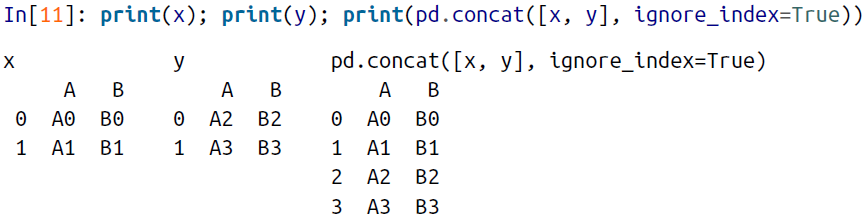 In[11]: print(x); print(y); print(pd.concat([x, y], ignore_index=True))
x y pd.concat([x, y], ignore_index=True)
A B A B A B
0 A0 B0 0 A2 B2 0 A0 B0
1 A1 B1 1 A3 B3 1 A1 B1
2 A2 B2
3 A3 B3